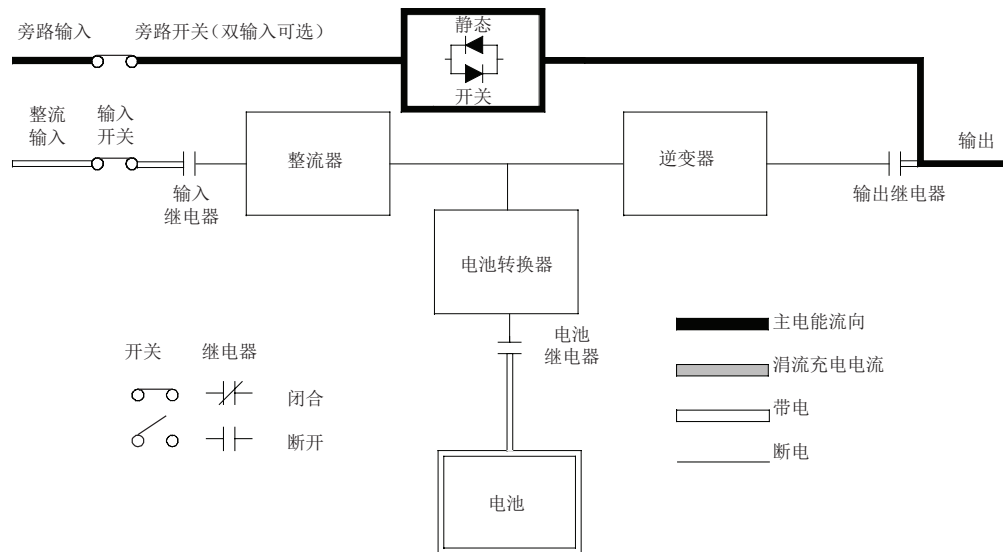 旁路输入
旁路开关（双输入可选）
静态
开关
整流
输入
输入
开关
整流器
逆变器
输出
输入
继电器
输出继电器
电池转换器
电池
继电器
主电能流向
开关
继电器
涓流充电电流
闭合
带电
断开
断电
电池